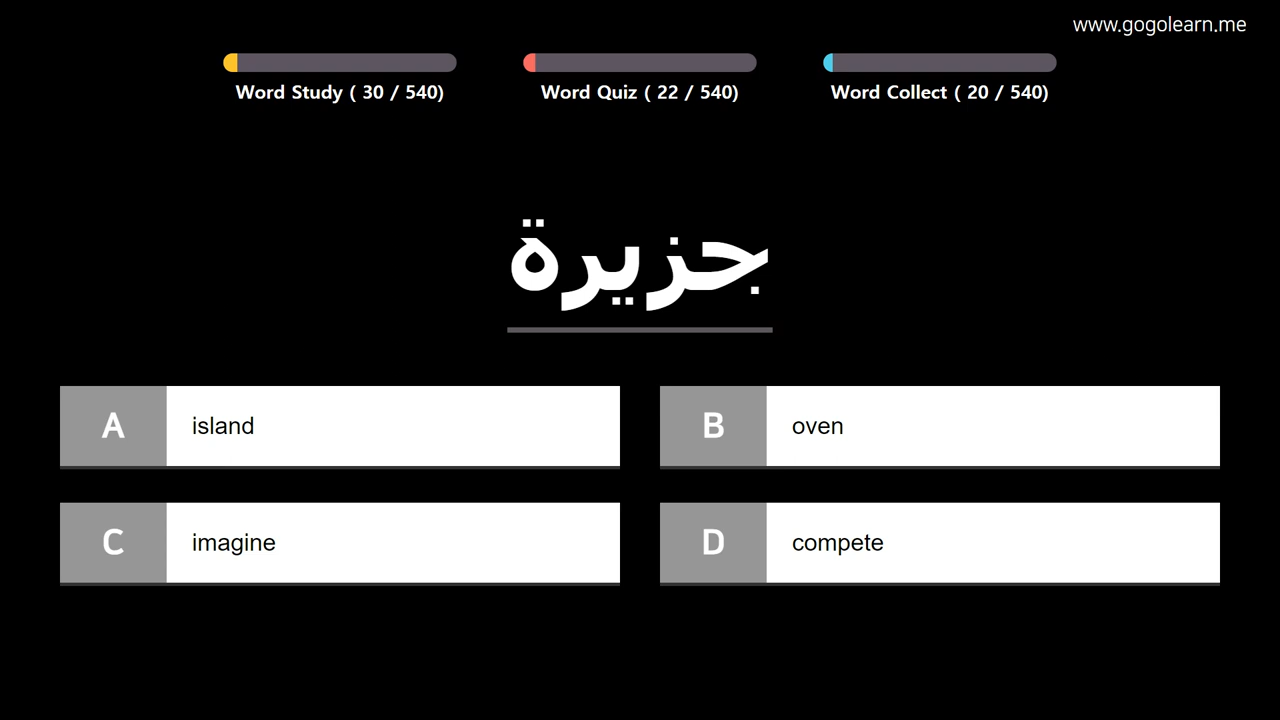 www.gogolearn.me
Word Study ( 30 / 540)
Word Quiz ( 22 / 540)
Word Collect ( 20 / 540)
جزيرة
A island
B oven
C imagine
D compete